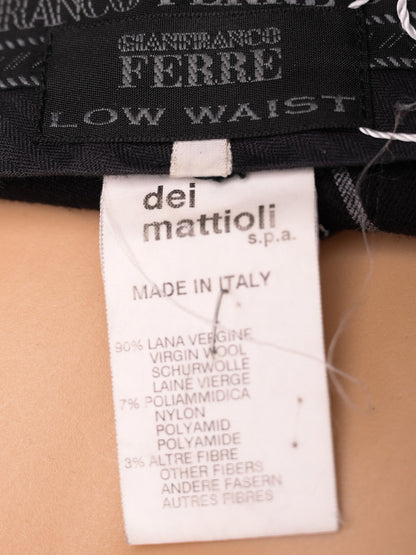 GIANFRANCO
FERRE
LOW WAIST
dei
mattioli
s.p.a.
MADE IN ITALY
90% LANA VERGINE
VIRGIN WOOL
SCHURWOLLE
LAINE VIERGE
7% POLIAMMIDICA
NYLON
POLYAMID
POLYAMIDE
3% ALTRE FIBRE
OTHER FIBERS
ANDERE FASERN
AUTRES FIBRES